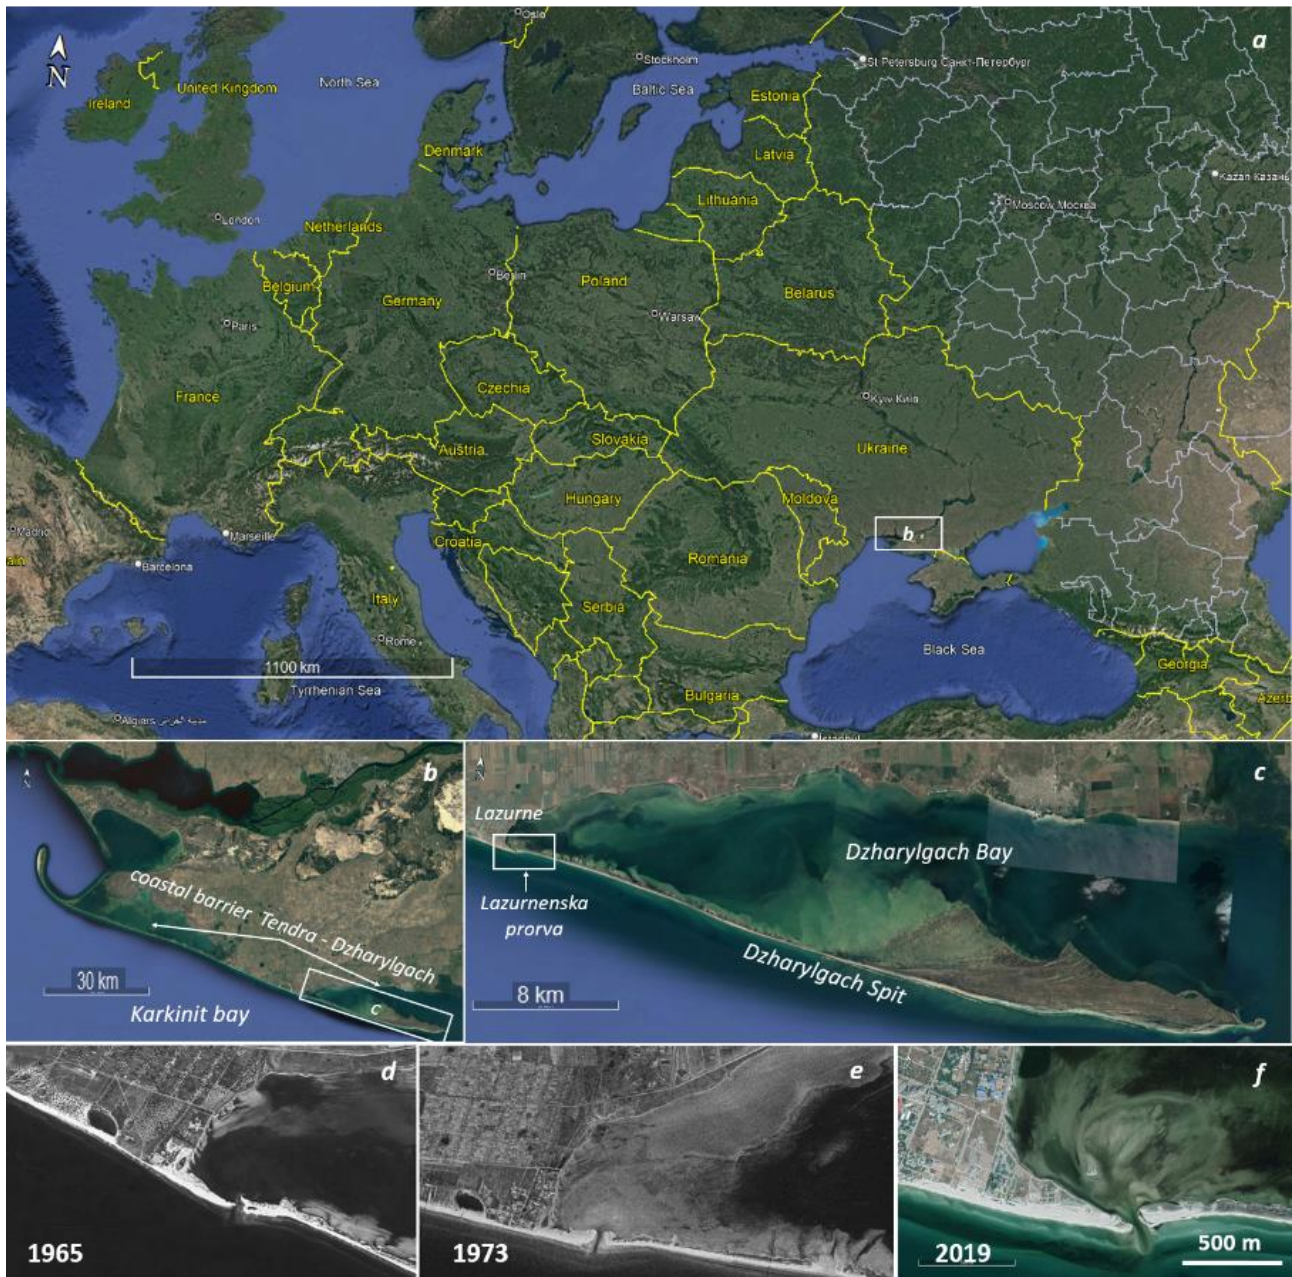 a
N
Oslo
Stockholm
St Petersburg Санкт-Петербург
North Sea
Baltic Sea
United Kingdom
Ireland
Estonia
Denmark
Latvia
Kazan Казань
Lithuania
Moscow Москва
London
Netherlands
Berlin
Poland
Belgium
Germany
Belarus
Paris
Warsaw
Czechia
France
Kyiv Київ
Slovakia
Austria
Ukraine
Hungary
Moldova
Madrid
Marseille
b
Croatia
Romania
ain
Barcelona
Italy
Serbia
Rome
Black Sea
1100 km
Georgia
Tyrrhenian Sea
Bulgaria
Azerb
Algiers
Istanbul
b
N
coastal barrier Tendra - Dzharylgach
30 km
c
Karkinit bay
c
N
Lazurne
Dzharylgach Bay
Lazurnenska
prorva
Dzharylgach Spit
8 km
d
1965
e
1973
f
2019
500 m